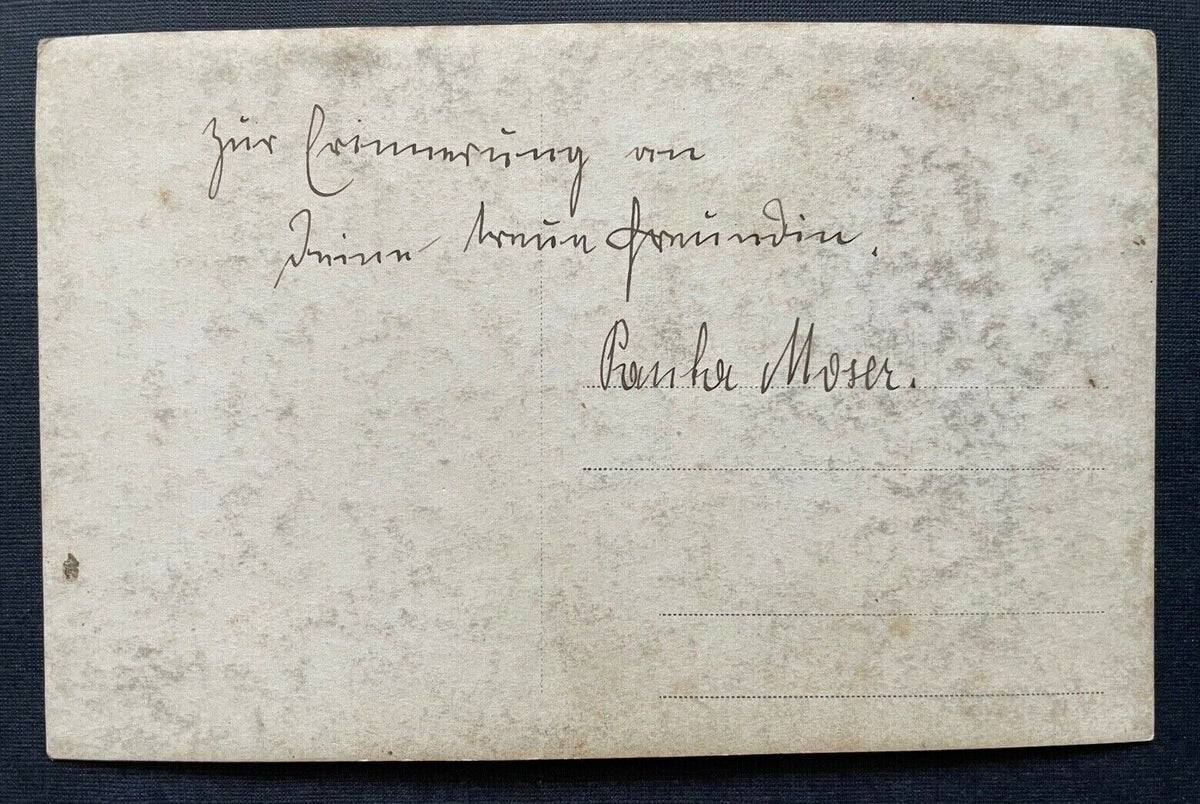 Zur Erinnerung an
Deine treue Freundin.
Moser.